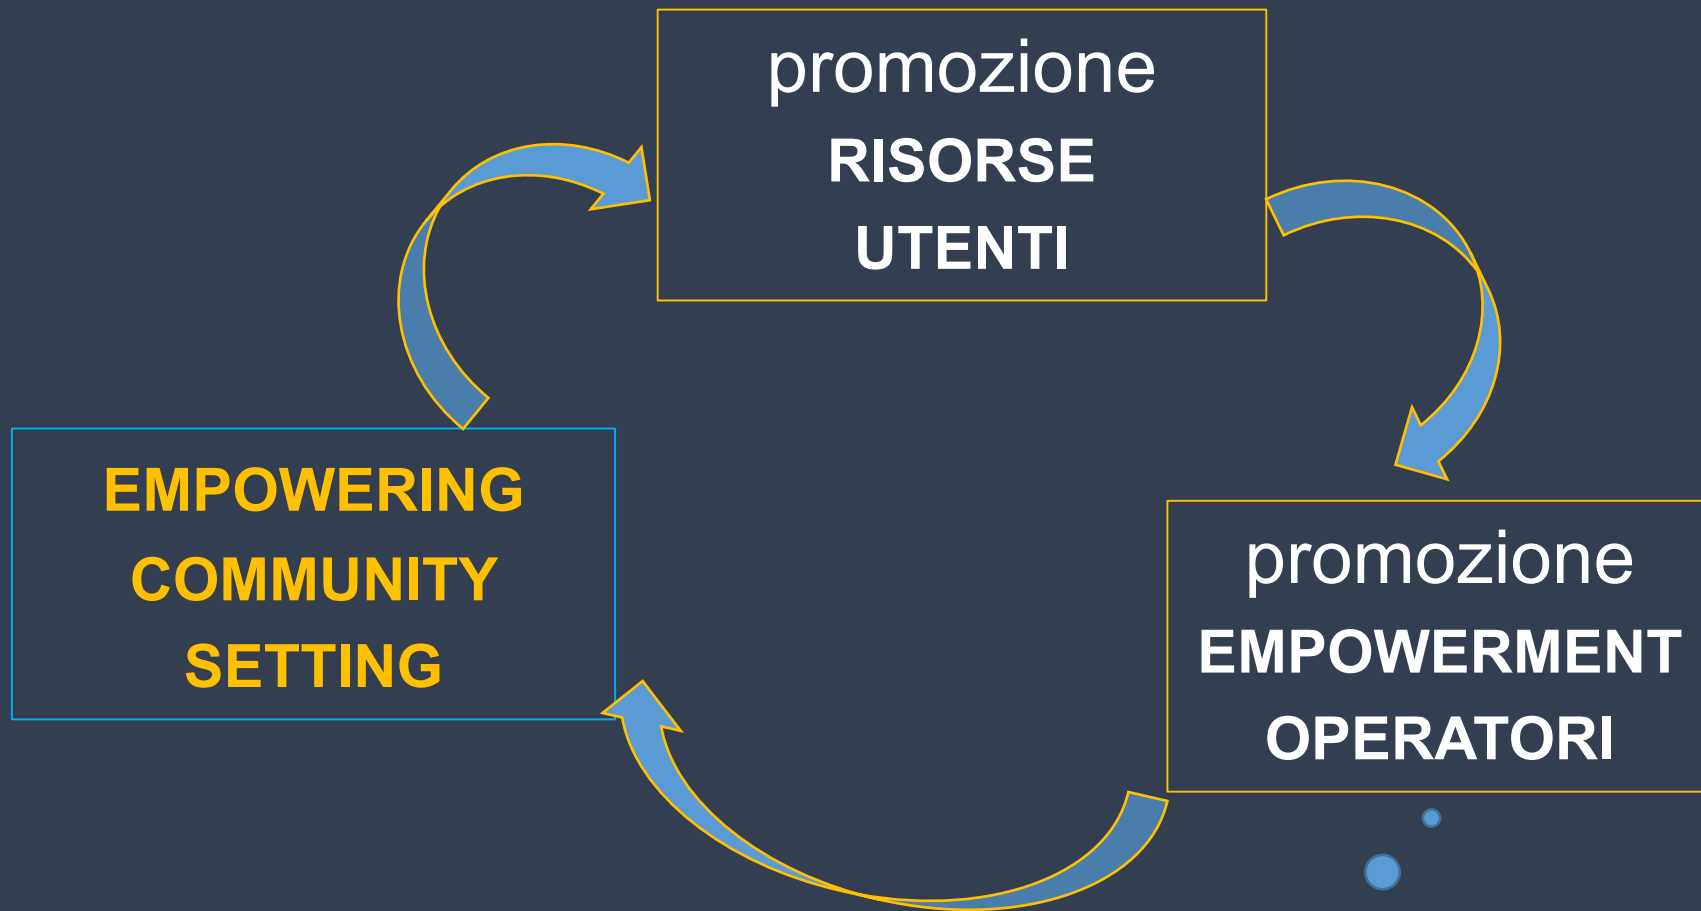 promozione
RISORSE
UTENTI
EMPOWERING
COMMUNITY
SETTING
promozione
EMPOWERMENT
OPERATORI